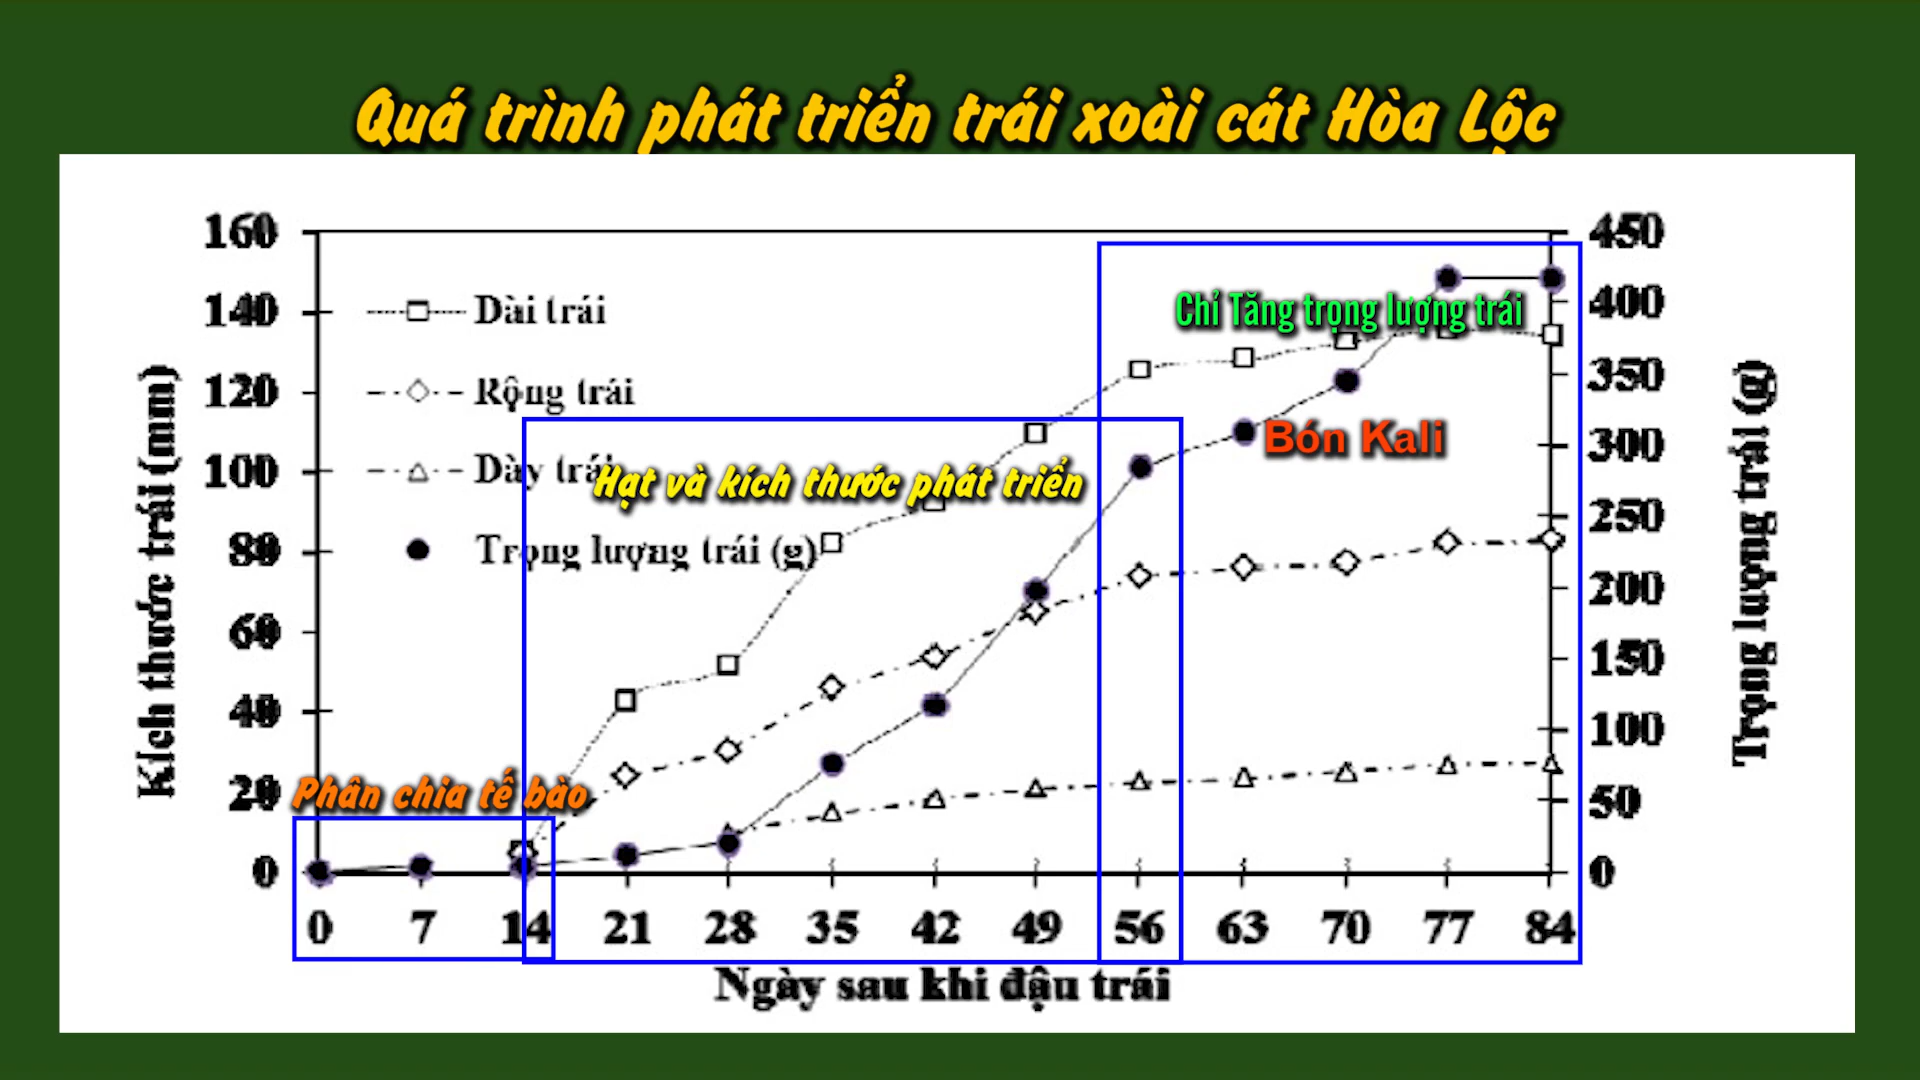 Quá trình phát triển trái xoài cát Hòa Lộc
160
140
120
100
80
60
40
20
0
Kích thước trái (mm)
Dài trái
Rộng trái
Dày trái
Trọng lượng trái (g)
Phân chia tế bào
Hạt và kích thước phát triển
Chỉ Tăng trọng lượng trái
Bón Kali
450
400
350
300
250
200
150
100
50
0
Trọng lượng trái (g)
0 7 14 21 28 35 42 49 56 63 70 77 84
Ngày sau khi đậu trái